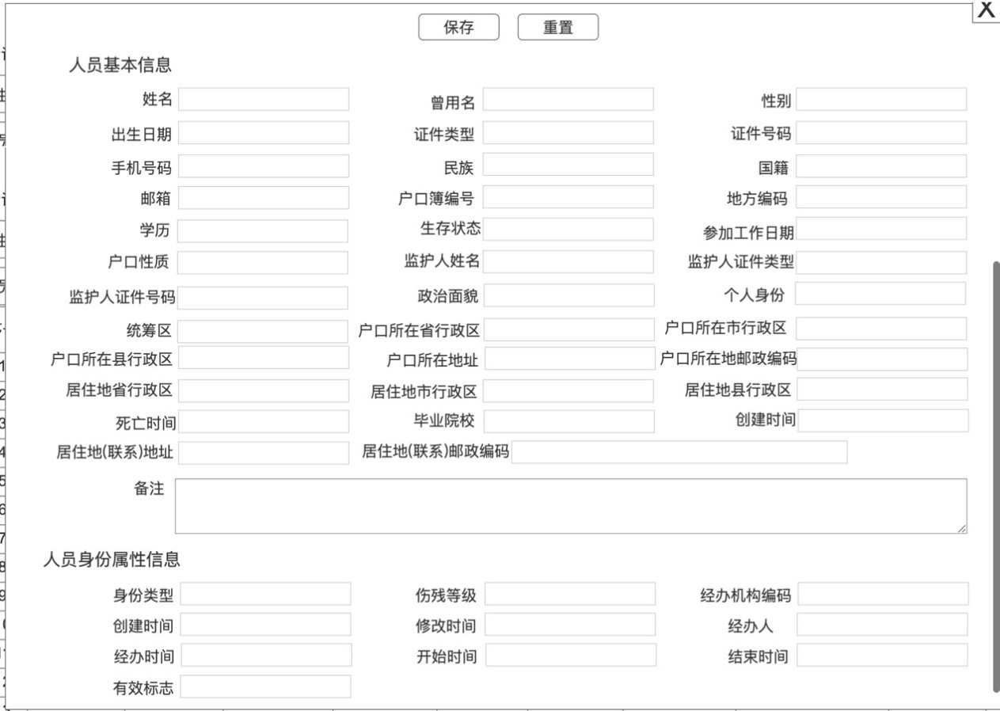 X
保存 重置
人员基本信息
姓名 曾用名 性别
出生日期 证件类型 证件号码
手机号码 民族 国籍
邮箱 户口簿编号 地方编码
学历 生存状态 参加工作日期
户口性质 监护人姓名 监护人证件类型
监护人证件号码 政治面貌 个人身份
统筹区 户口所在省行政区 户口所在市行政区
户口所在县行政区 户口所在地址 户口所在地邮政编码
居住地省行政区 居住地市行政区 居住地县行政区
死亡时间 毕业院校 创建时间
居住地(联系)地址 居住地(联系)邮政编码
备注
人员身份属性信息
身份类型 伤残等级 经办机构编码
创建时间 修改时间 经办人
经办时间 开始时间 结束时间
有效标志